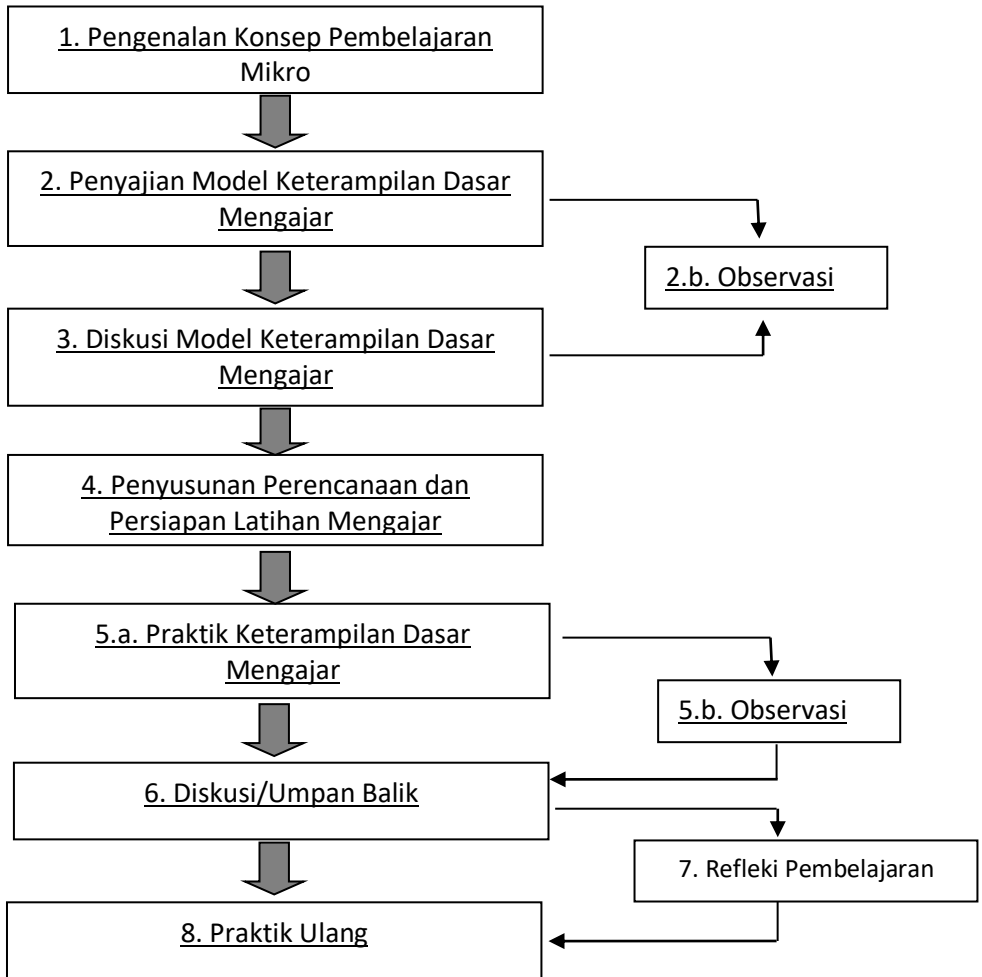 1. Pengenalan Konsep Pembelajaran
Mikro
2. Penyajian Model Keterampilan Dasar
Mengajar
2.b. Observasi
3. Diskusi Model Keterampilan Dasar
Mengajar
4. Penyusunan Perencanaan dan
Persiapan Latihan Mengajar
5.a. Praktik Keterampilan Dasar
Mengajar
5.b. Observasi
6. Diskusi/Umpan Balik
7. Refleki Pembelajaran
8. Praktik Ulang